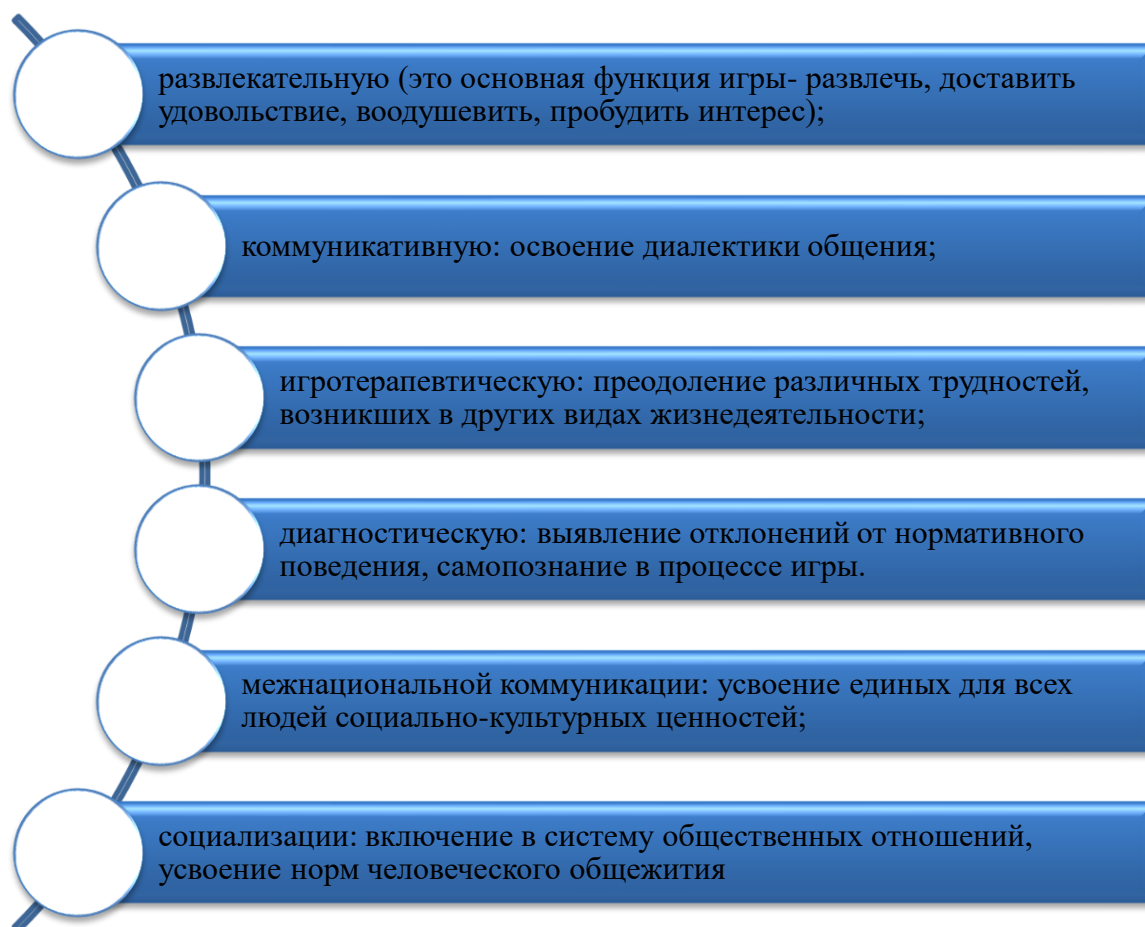 развлекательную (это основная функция игры- развлечь, доставить
удовольствие, воодушевить, пробудить интерес);
коммуникативную: освоение диалектики общения;
игротерапевтическую: преодоление различных трудностей,
возникших в других видах жизнедеятельности;
диагностическую: выявление отклонений от нормативного
поведения, самопознание в процессе игры.
межнациональной коммуникации: усвоение единых для всех
людей социально-культурных ценностей;
социализации: включение в систему общественных отношений,
усвоение норм человеческого общежития